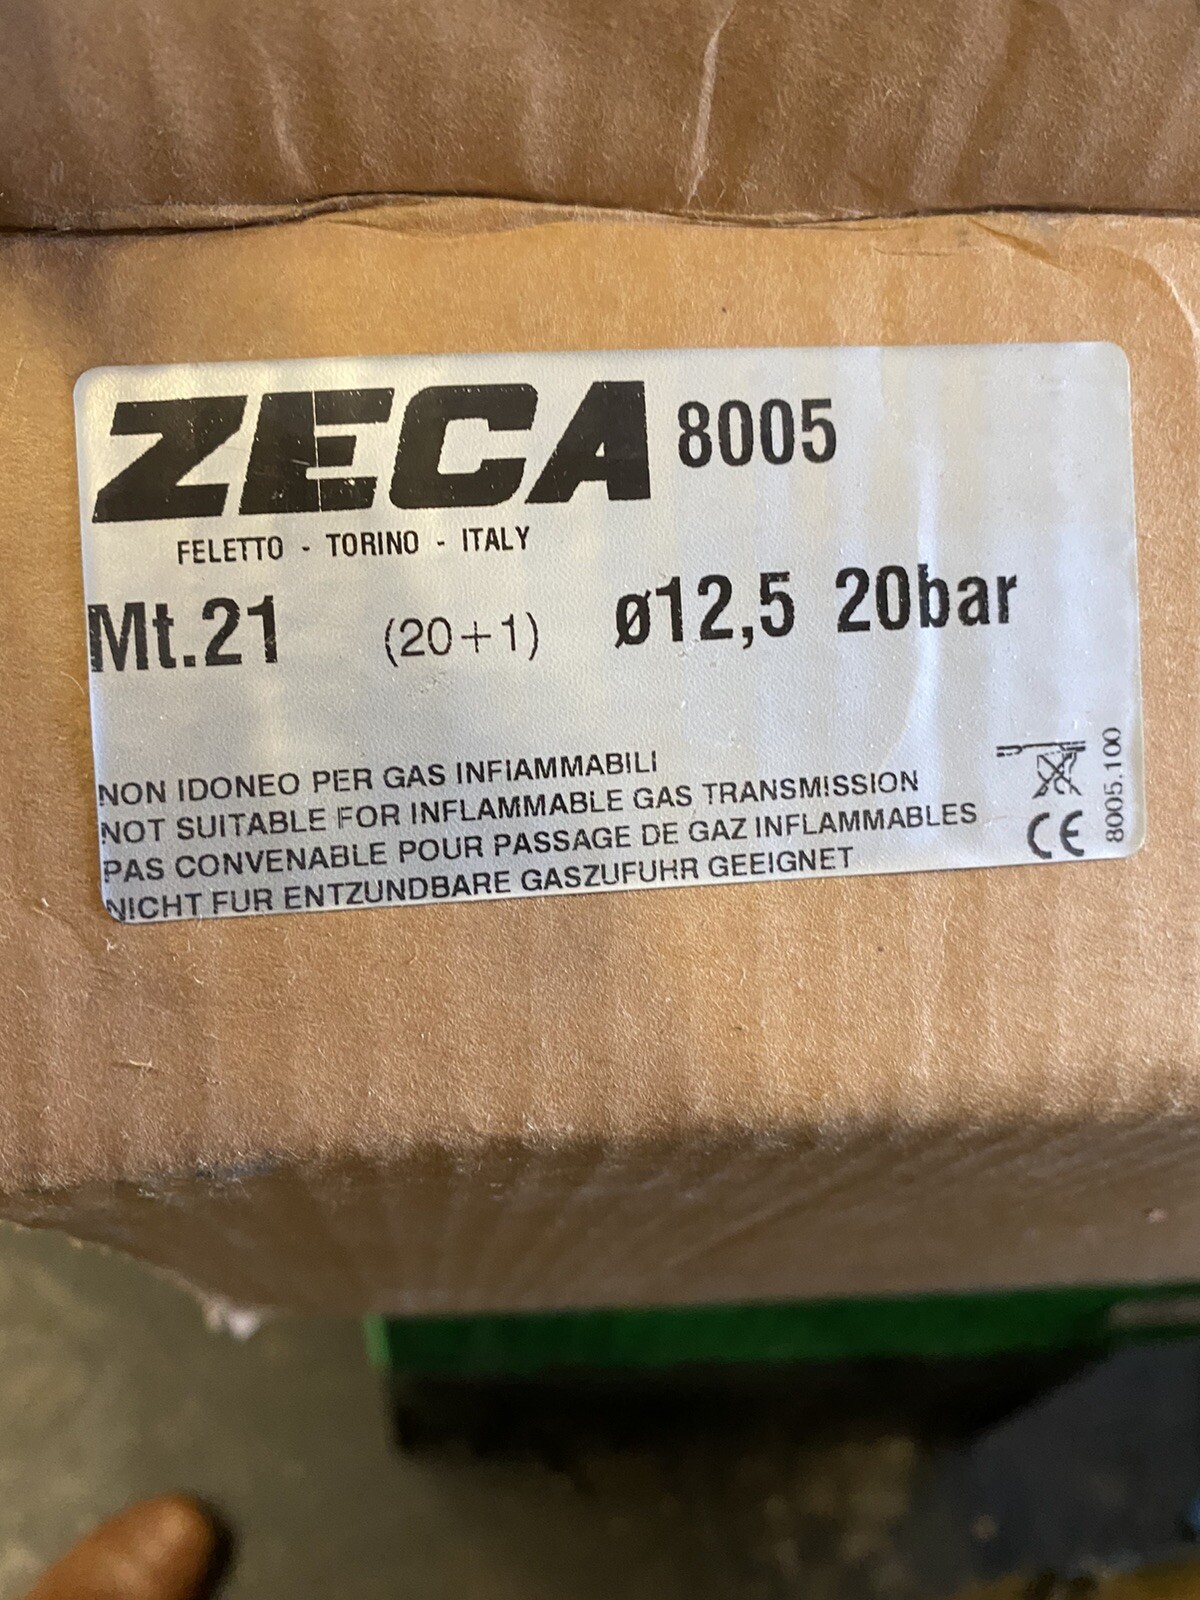 ZECA 8005
FELETTO - TORINO - ITALY
Mt.21 (20+1) ø12,5 20bar
NON IDONEO PER GAS INFIAMMABILI
NOT SUITABLE FOR INFLAMMABLE GAS TRANSMISSION
PAS CONVENABLE POUR PASSAGE DE GAZ INFLAMMABLES
NICHT FUR ENTZUNDBARE GASZUFUHR GEEIGNET
CE
8005.100